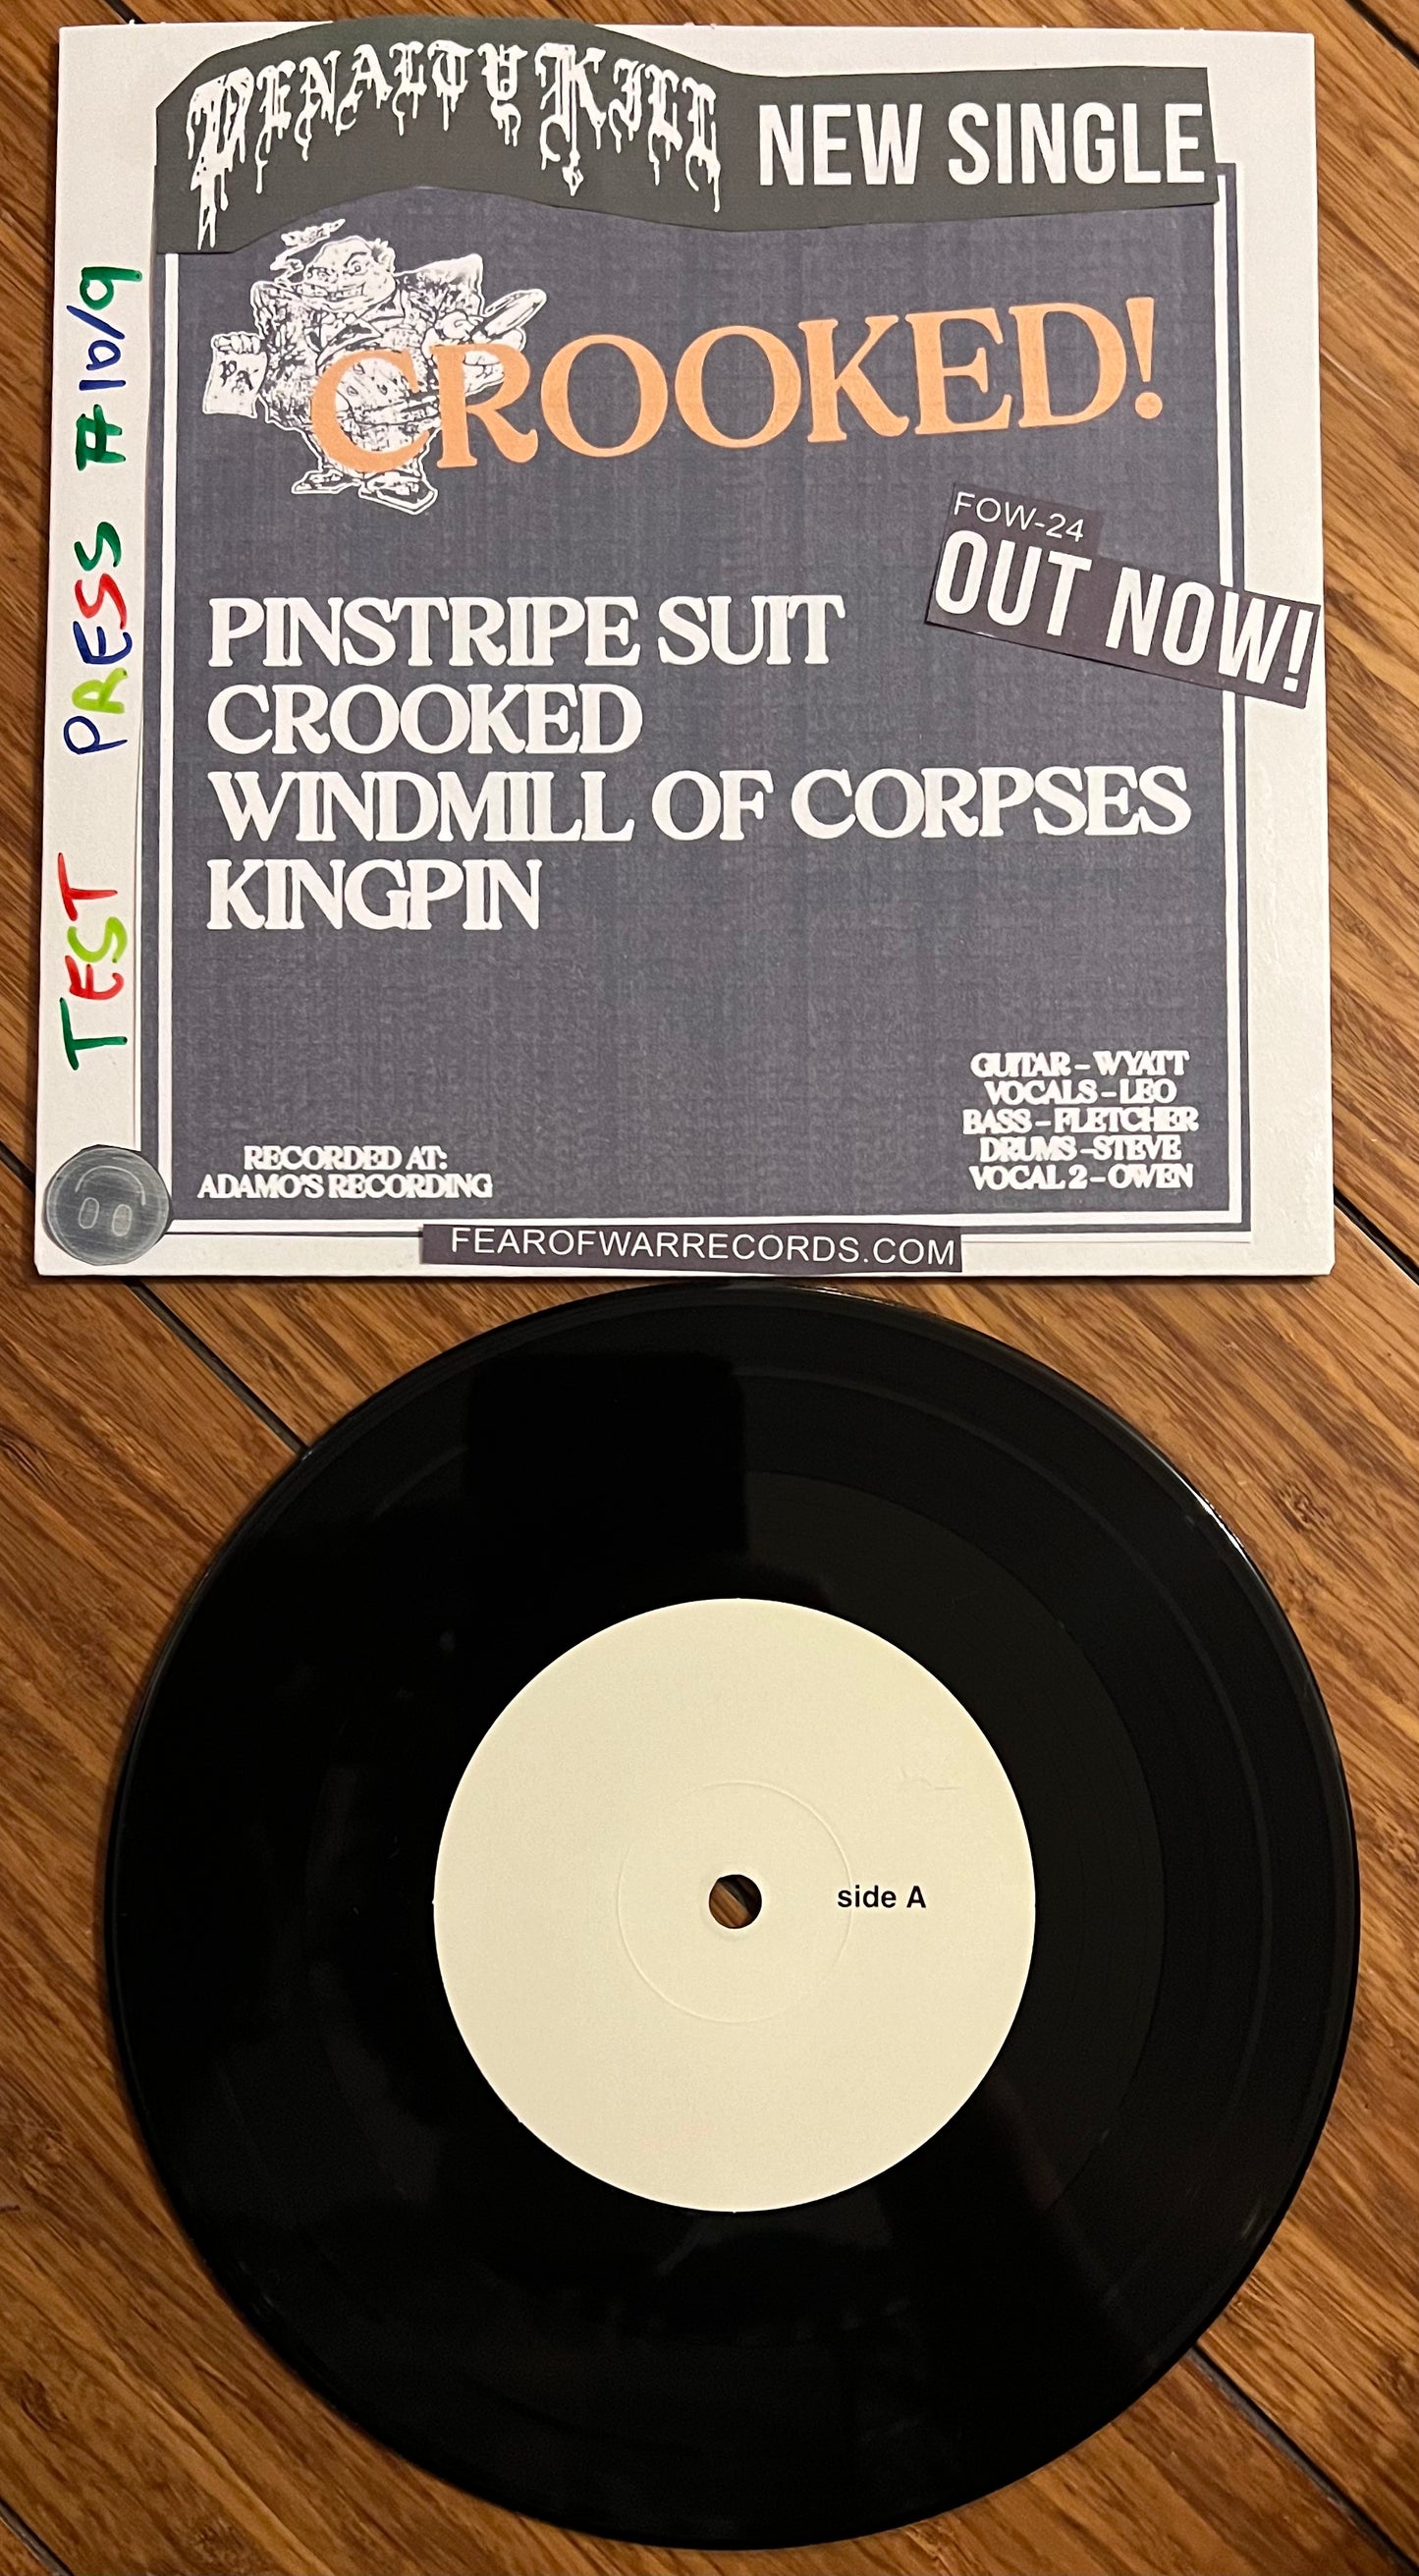 PENALTY KILL NEW SINGLE
CROOKED!
FOW-24
OUT NOW!
PINSTRIPE SUIT
CROOKED
WINDMILL OF CORPSES
KINGPIN
GUITAR - WYATT
VOCALS - LEO
BASS - FLETCHER
DRUMS -STEVE
VOCAL 2 - OWEN
RECORDED AT:
ADAMO'S RECORDING
FEAROFWARRECORDS.COM
TEST PRESS #10/9
side A